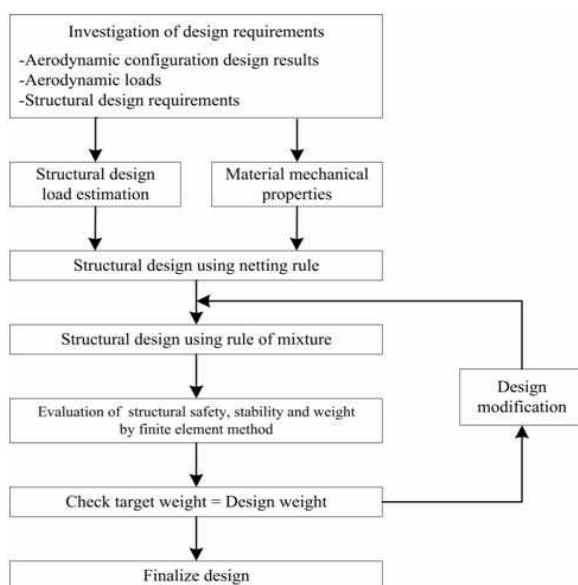 Investigation of design requirements
-Aerodynamic configuration design results
-Aerodynamic loads
-Structural design requirements
Structural design
load estimation
Material mechanical
properties
Structural design using netting rule
Structural design using rule of mixture
Evaluation of structural safety, stability and weight
by finite element method
Design
modification
Check target weight = Design weight
Finalize design